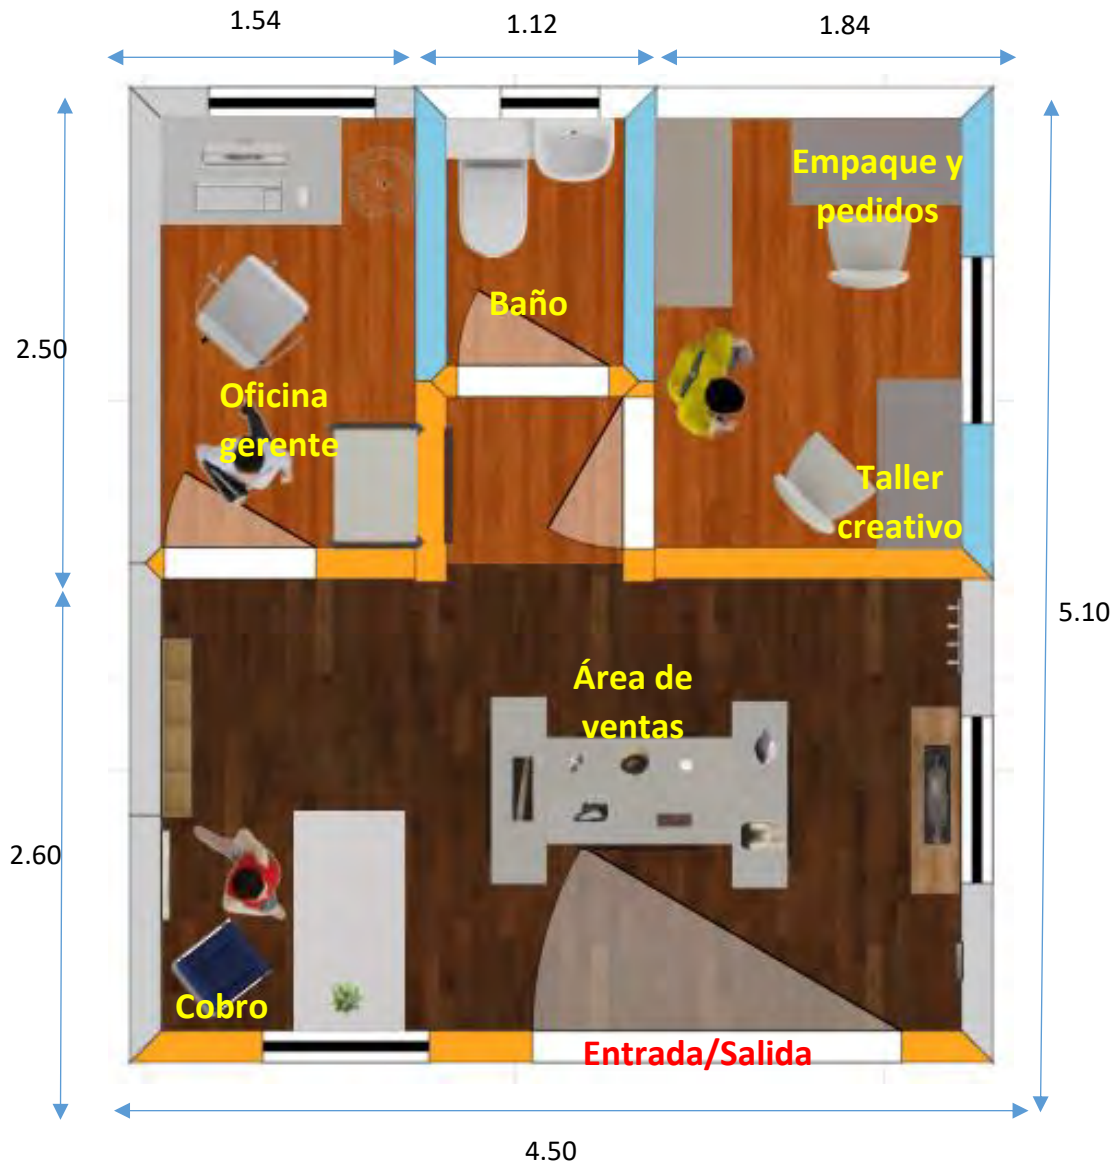 1.54
1.12
1.84
Empaque y
pedidos
Baño
2.50
Oficina
gerente
Taller
creativo
5.10
Área de
ventas
2.60
Cobro
Entrada/Salida
4.50